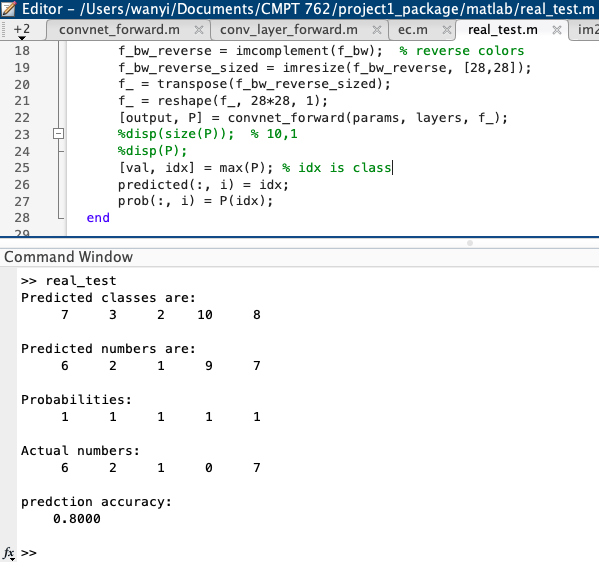 Editor - /Users/wanyi/Documents/CMPT 762/project1_package/matlab/real_test.m
+2 convnet_forward.m × conv_layer_forward.m × ec.m × real_test.m × im2
18 f_bw_reverse = imcomplement(f_bw); % reverse colors
19 f_bw_reverse_sized = imresize(f_bw_reverse, [28,28]);
20 f_ = transpose(f_bw_reverse_sized);
21 f_ = reshape(f_, 28*28, 1);
22 [output, P] = convnet_forward(params, layers, f_);
23 %disp(size(P)); % 10,1
24 %disp(P);
25 [val, idx] = max(P); % idx is class
26 predicted(:, i) = idx;
27 prob(:, i) = P(idx);
28 end
29
Command Window
>> real_test
Predicted classes are:
7 3 2 10 8
Predicted numbers are:
6 2 1 9 7
Probabilities:
1 1 1 1 1
Actual numbers:
6 2 1 0 7
predction accuracy:
0.8000
fx >>